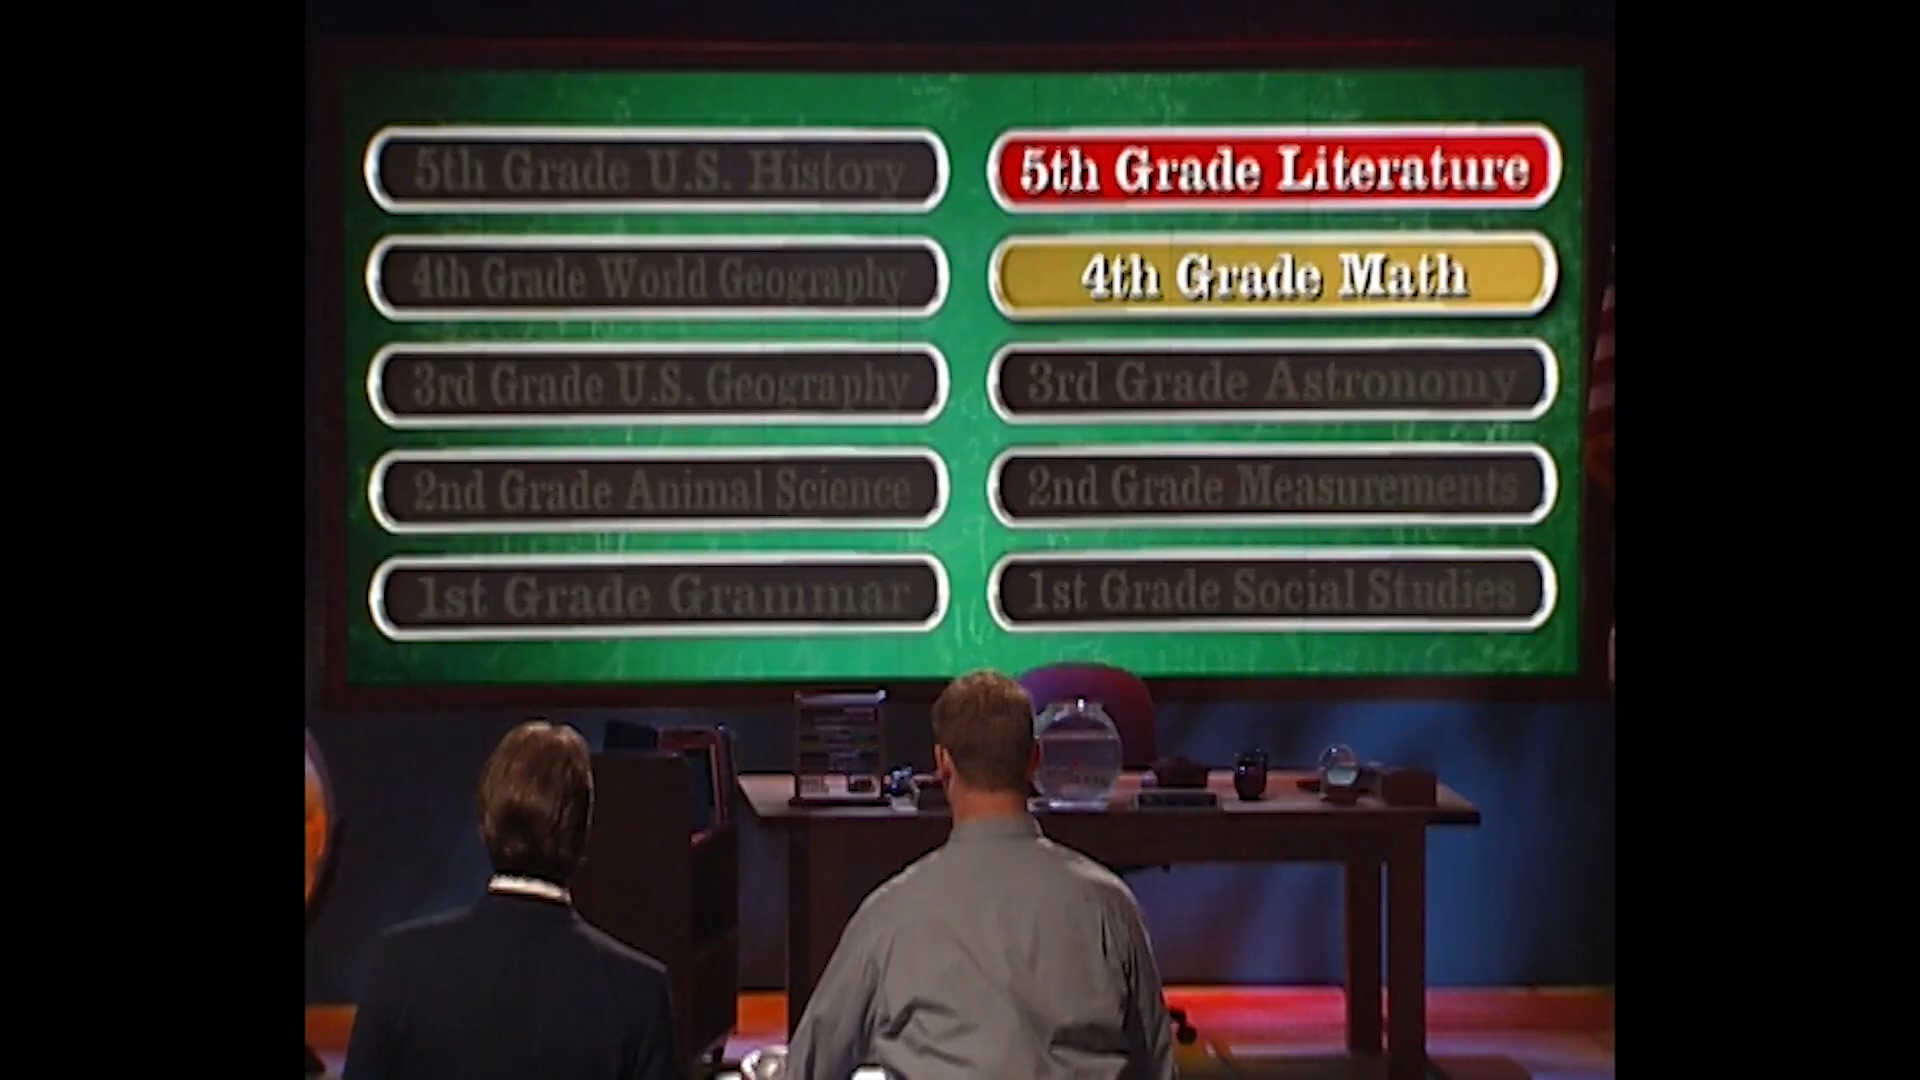 5th Grade U.S. History
5th Grade Literature
4th Grade World Geography
4th Grade Math
3rd Grade U.S. Geography
3rd Grade Astronomy
2nd Grade Animal Science
2nd Grade Measurements
1st Grade Grammar
1st Grade Social Studies